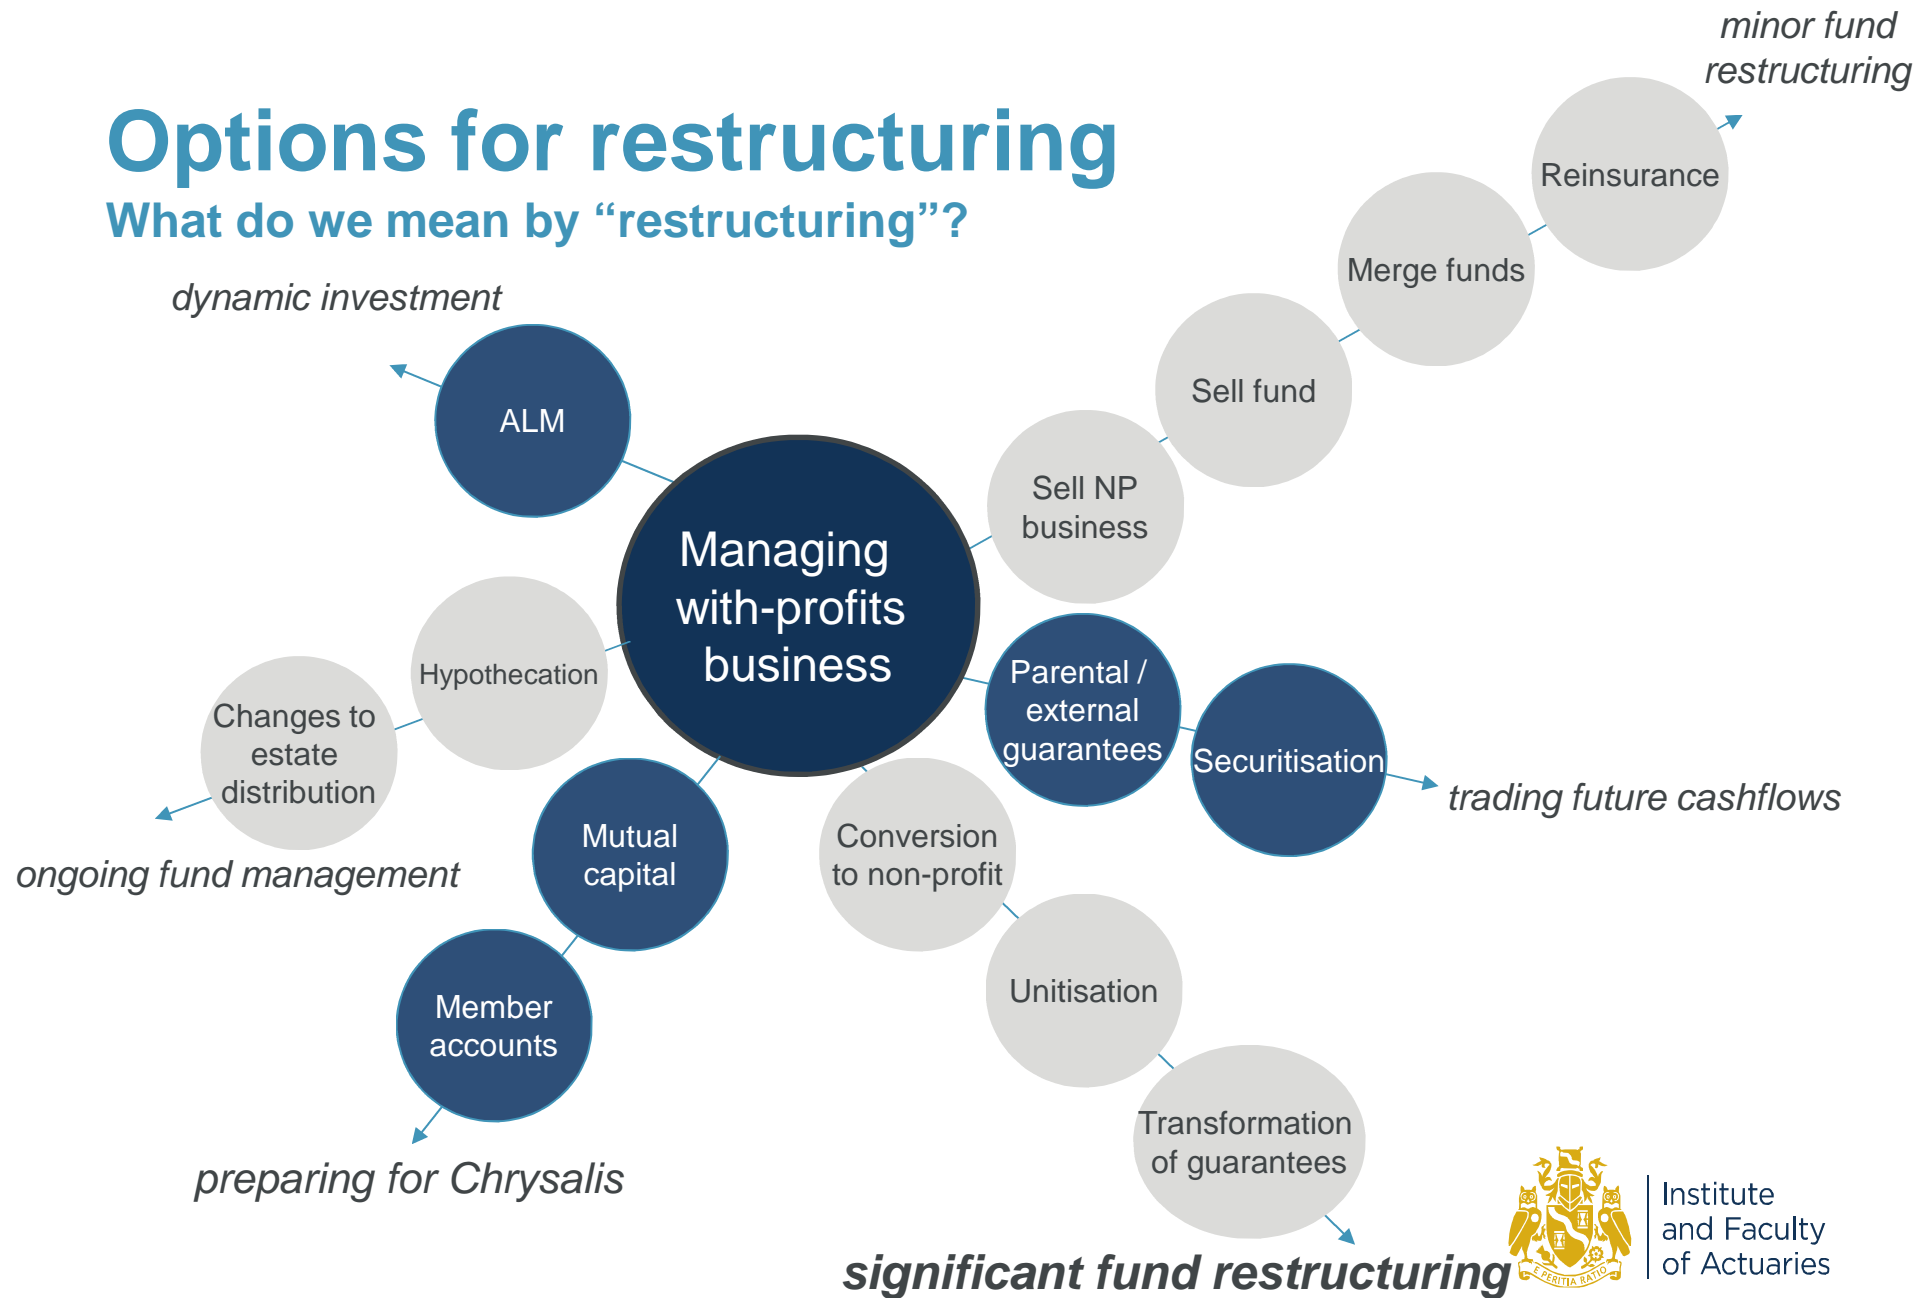 minor fund
restructuring
Options for restructuring
What do we mean by “restructuring”?
dynamic investment
Reinsurance
Merge funds
Sell fund
ALM
Sell NP
business
Managing
with-profits
business
Hypothecation
Changes to
estate
distribution
ongoing fund management
Parental /
external
guarantees
Securitisation
trading future cashflows
Mutual
capital
Conversion
to non-profit
Member
accounts
Unitisation
preparing for Chrysalis
Transformation
of guarantees
significant fund restructuring
E PERITIA RATIO
Institute
and Faculty
of Actuaries